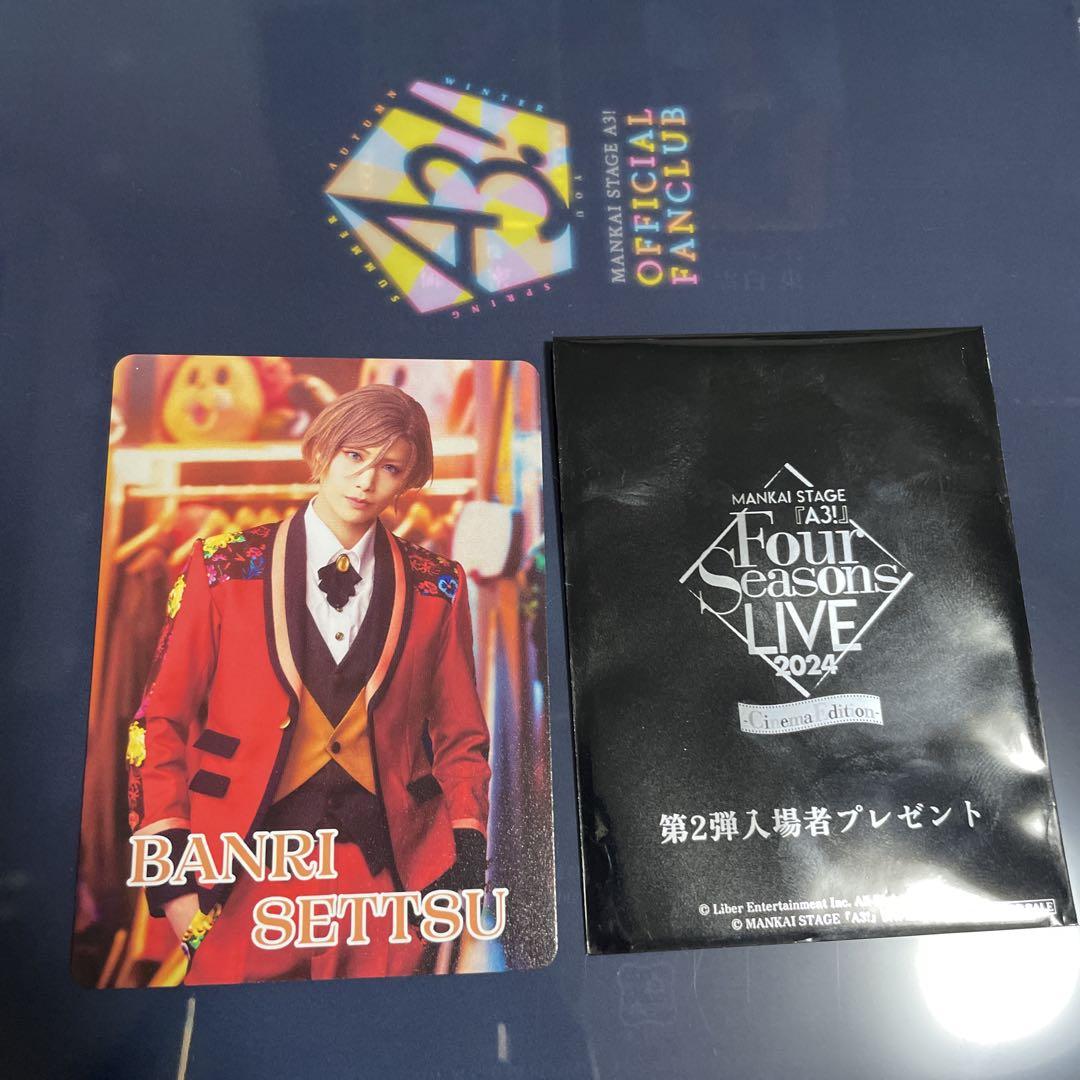 A3!
WINTER
AUTUMN
SUMMER
SPRING
YOU
MANKAI STAGE A3!
OFFICIAL
FANCLUB
BANRI
SETTSU
MANKAI STAGE
『A3!』
Four
Seasons
LIVE
2024
-Cinema Edition-
第2弾入場者プレゼント
© Liber Entertainment Inc. All
© MANKAI STAGE『A3!』
SALE